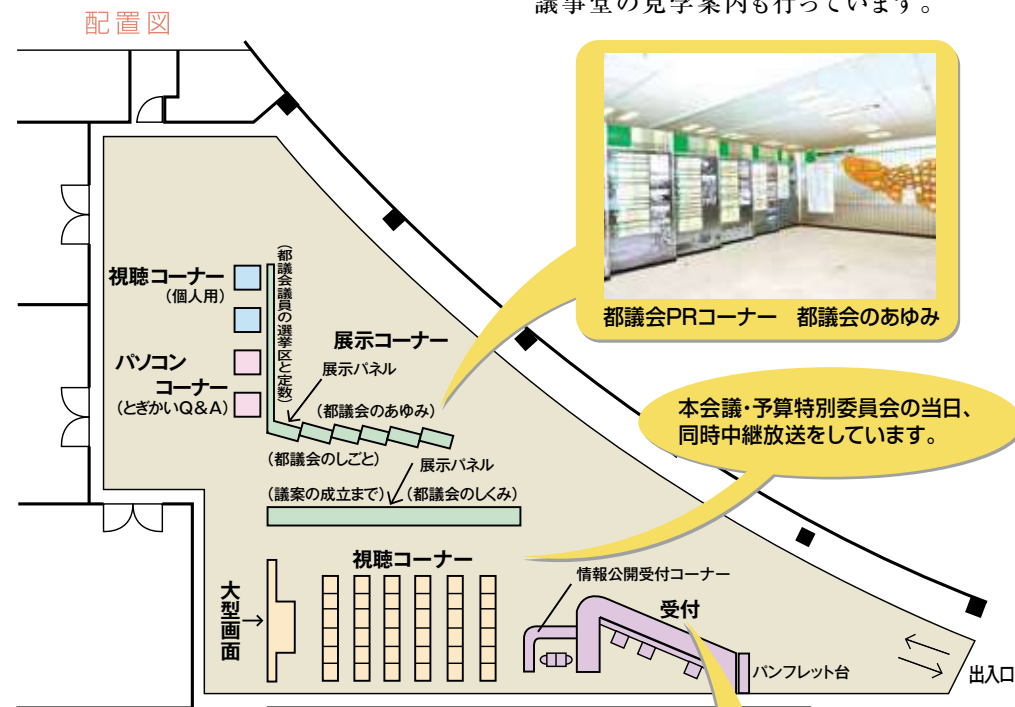 議事堂の見学案内も行っています。
配置図
都議会PRコーナー 都議会のあゆみ
視聴コーナー
(個人用)
(都議会議員の選挙区と定数)
展示コーナー
展示パネル
パソコン
コーナー
(とぎかいQ&A)
(都議会のあゆみ)
本会議・予算特別委員会の当日、
同時中継放送をしています。
(都議会のしごと)
展示パネル
(議案の成立まで)
(都議会のしくみ)
視聴コーナー
大型画面
情報公開受付コーナー
受付
パンフレット台
出入口